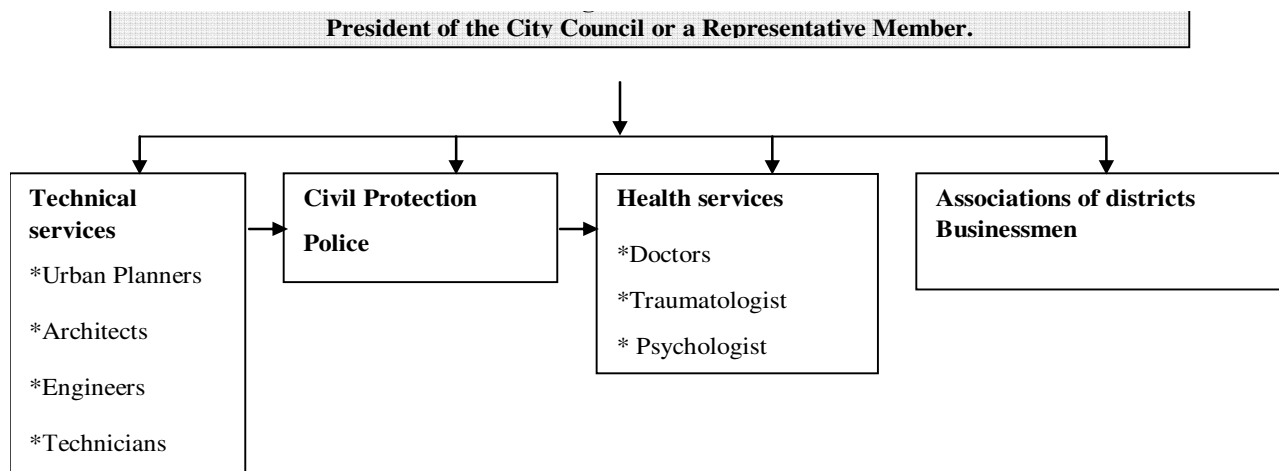 President of the City Council or a Representative Member.
Technical
services
*Urban Planners
*Architects
*Engineers
*Technicians
Civil Protection
Police
Health services
*Doctors
*Traumatologist
* Psychologist
Associations of districts
Businessmen